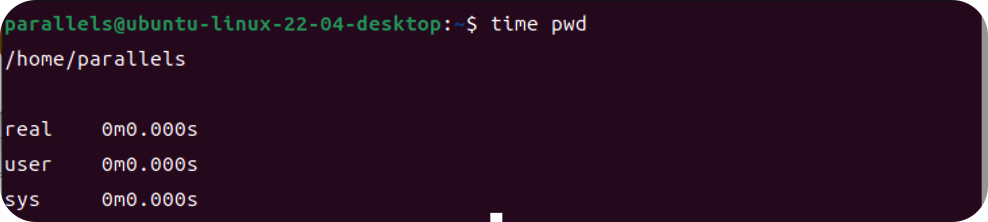 parallels@ubuntu-linux-22-04-desktop:~$ time pwd
/home/parallels
real    0m0.000s
user    0m0.000s
sys     0m0.000s